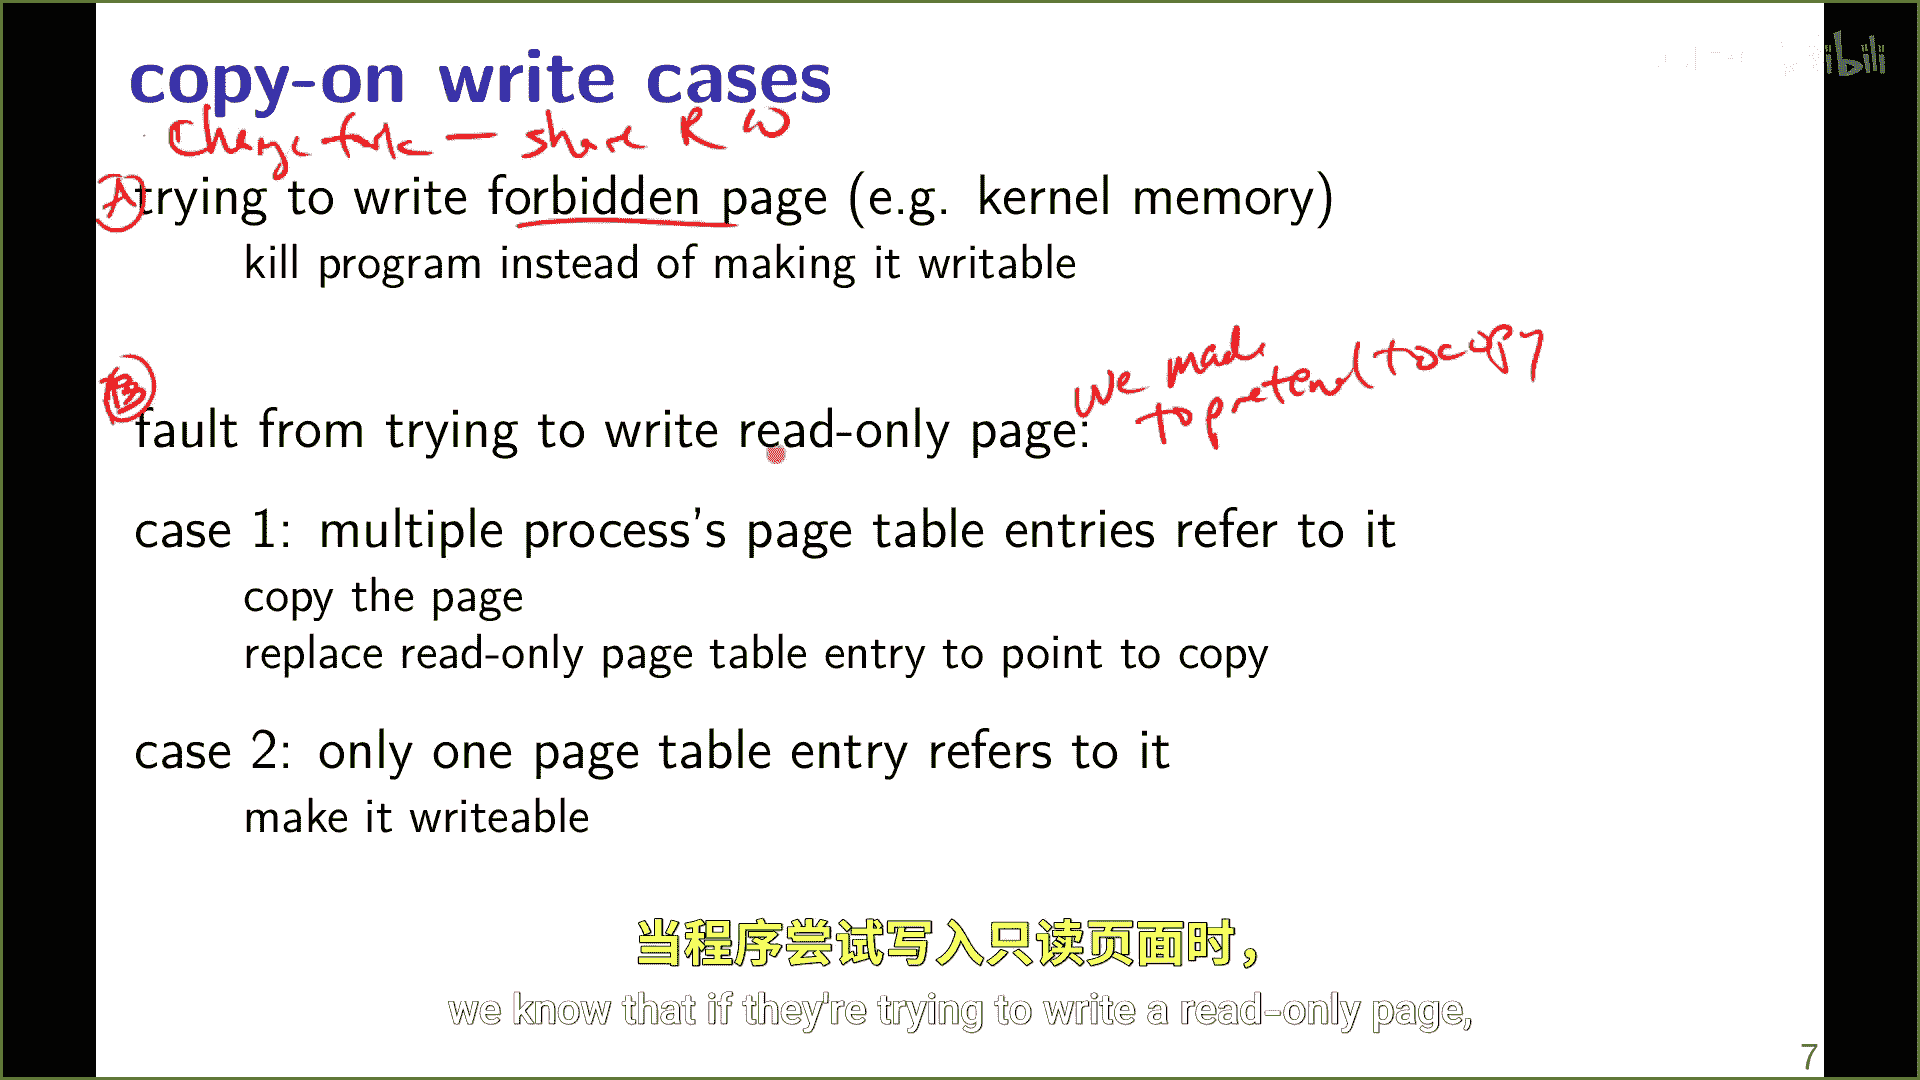 copy-on write cases
Change fork — share R W
A trying to write forbidden page (e.g. kernel memory)
kill program instead of making it writable
we made
to pretend to copy
B
fault from trying to write read-only page:
case 1: multiple process's page table entries refer to it
copy the page
replace read-only page table entry to point to copy
case 2: only one page table entry refers to it
make it writeable
当程序尝试写入只读页面时，
we know that if they're trying to write a read-only page,
7